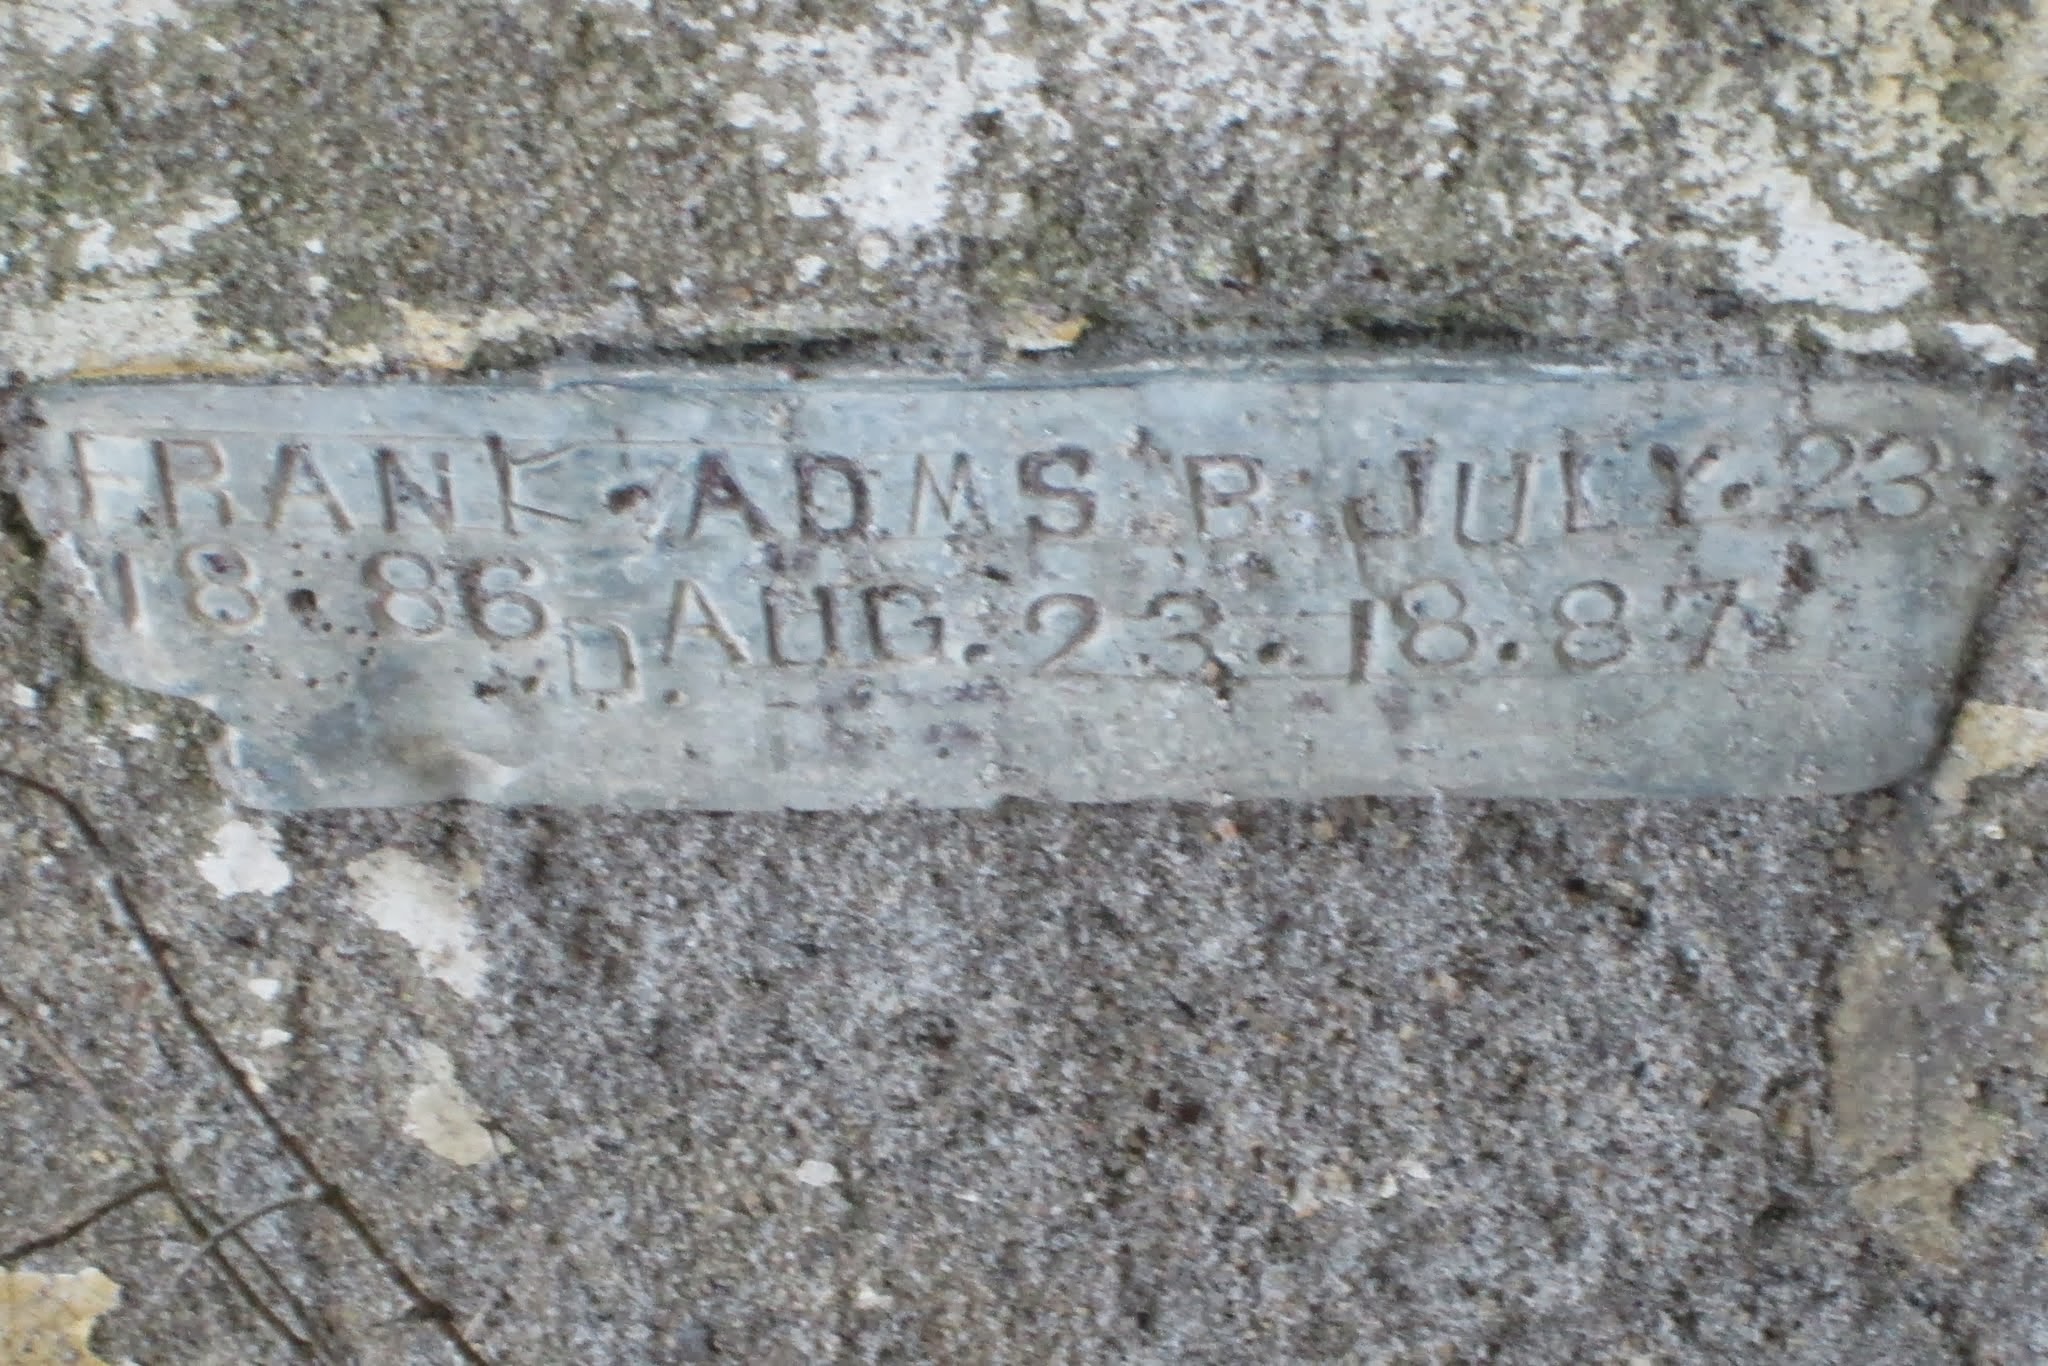 FRANK. ADMS B. JULY. 23.
18.86 D. AUG. 23. 18.87